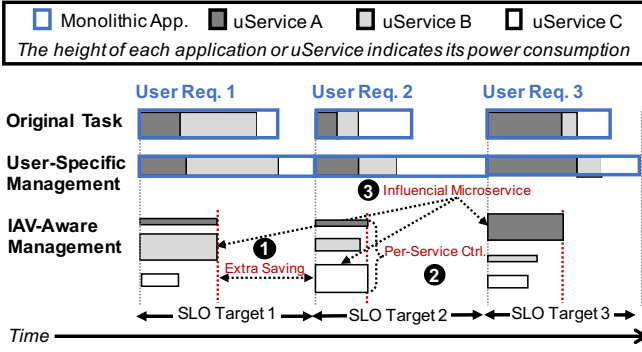 Monolithic App. uService A uService B uService C
The height of each application or uService indicates its power consumption
User Req. 1 User Req. 2 User Req. 3
Original Task
User-Specific
Management
3 Influencial Microservice
IAV-Aware
Management
1
Extra Saving
Per-Service Ctrl.
2
SLO Target 1 SLO Target 2 SLO Target 3
Time